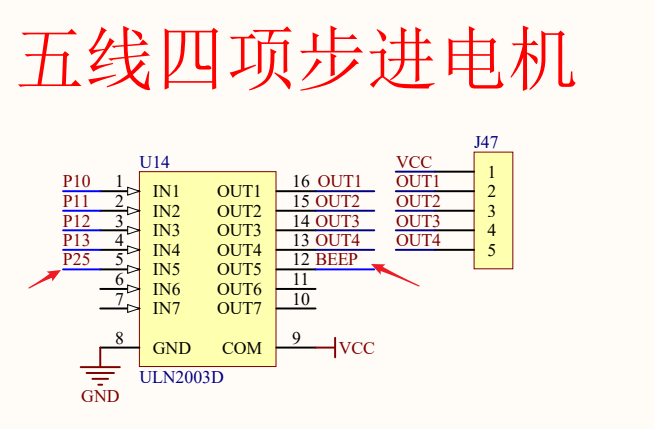 五线四项步进电机
U14
P10 1 IN1 OUT1 16 OUT1
P11 2 IN2 OUT2 15 OUT2
P12 3 IN3 OUT3 14 OUT3
P13 4 IN4 OUT4 13 OUT4
P25 5 IN5 OUT5 12 BEEP
6 IN6 OUT6 11
7 IN7 OUT7 10
8 GND COM 9 VCC
GND
ULN2003D
J47
VCC 1
OUT1 2
OUT2 3
OUT3 4
OUT4 5